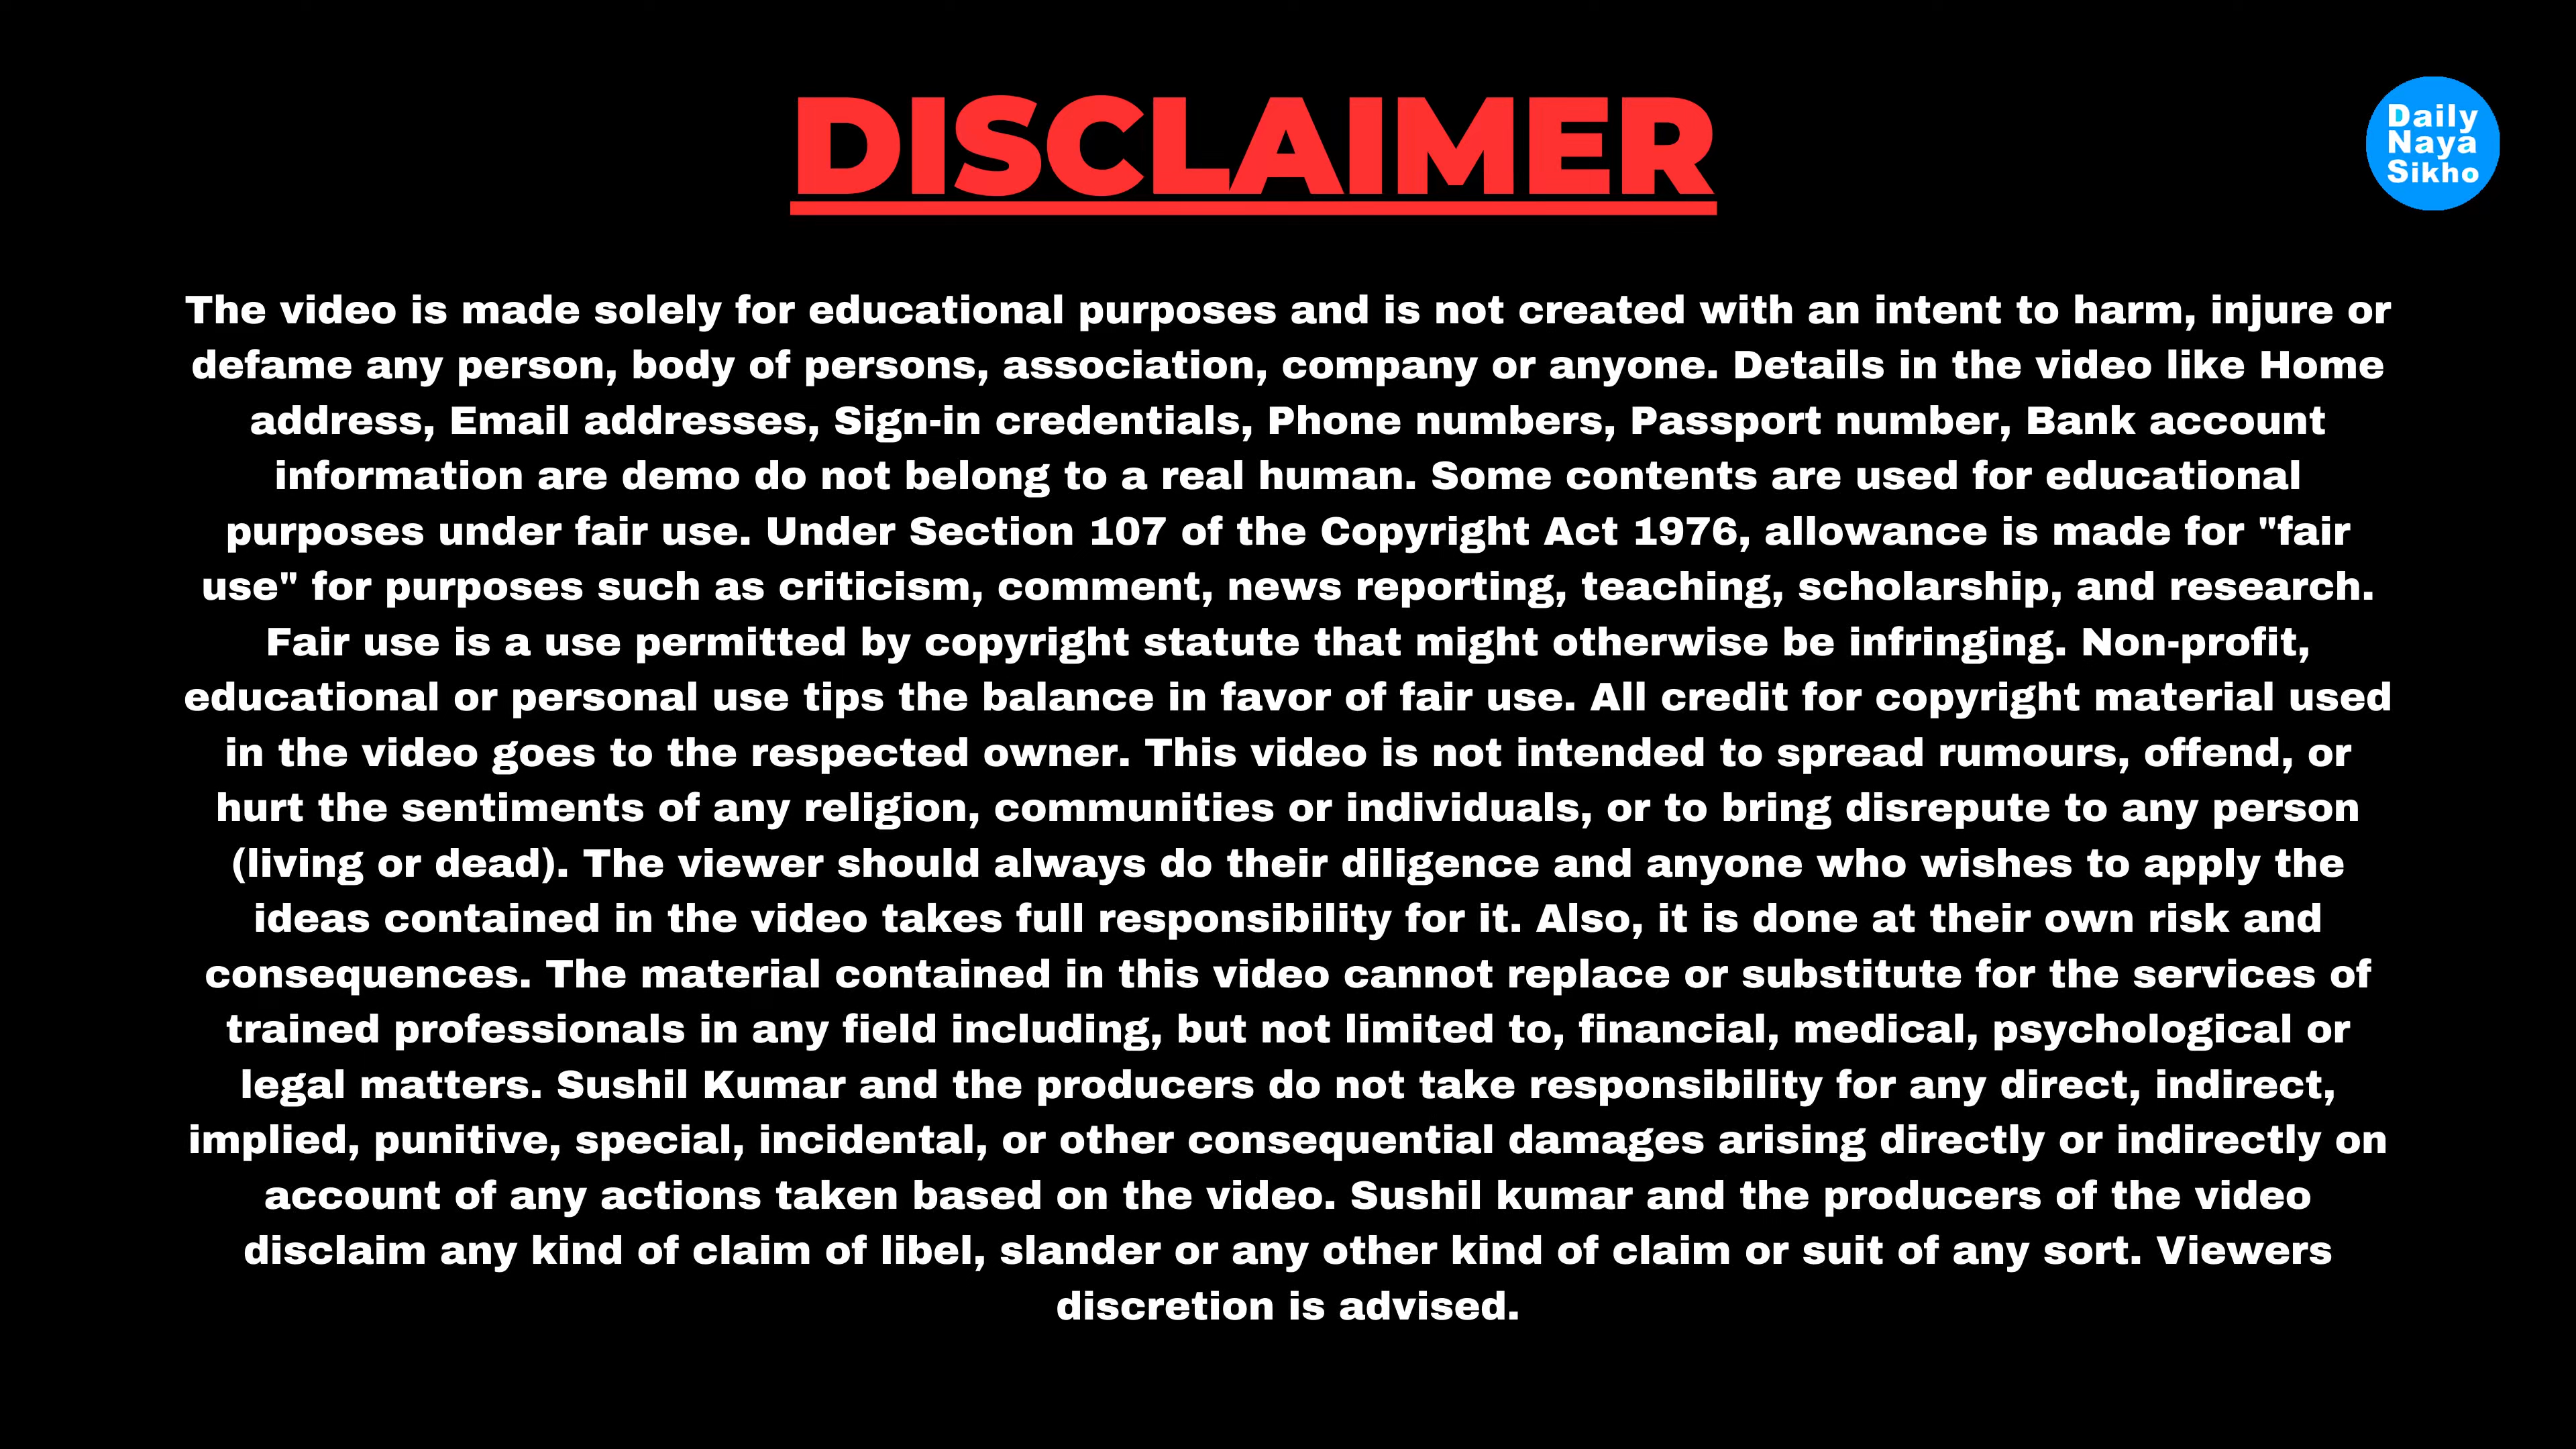 DISCLAIMER
Daily
Naya
Sikho
The video is made solely for educational purposes and is not created with an intent to harm, injure or
defame any person, body of persons, association, company or anyone. Details in the video like Home
address, Email addresses, Sign-in credentials, Phone numbers, Passport number, Bank account
information are demo do not belong to a real human. Some contents are used for educational
purposes under fair use. Under Section 107 of the Copyright Act 1976, allowance is made for "fair
use" for purposes such as criticism, comment, news reporting, teaching, scholarship, and research.
Fair use is a use permitted by copyright statute that might otherwise be infringing. Non-profit,
educational or personal use tips the balance in favor of fair use. All credit for copyright material used
in the video goes to the respected owner. This video is not intended to spread rumours, offend, or
hurt the sentiments of any religion, communities or individuals, or to bring disrepute to any person
(living or dead). The viewer should always do their diligence and anyone who wishes to apply the
ideas contained in the video takes full responsibility for it. Also, it is done at their own risk and
consequences. The material contained in this video cannot replace or substitute for the services of
trained professionals in any field including, but not limited to, financial, medical, psychological or
legal matters. Sushil Kumar and the producers do not take responsibility for any direct, indirect,
implied, punitive, special, incidental, or other consequential damages arising directly or indirectly on
account of any actions taken based on the video. Sushil kumar and the producers of the video
disclaim any kind of claim of libel, slander or any other kind of claim or suit of any sort. Viewers
discretion is advised.